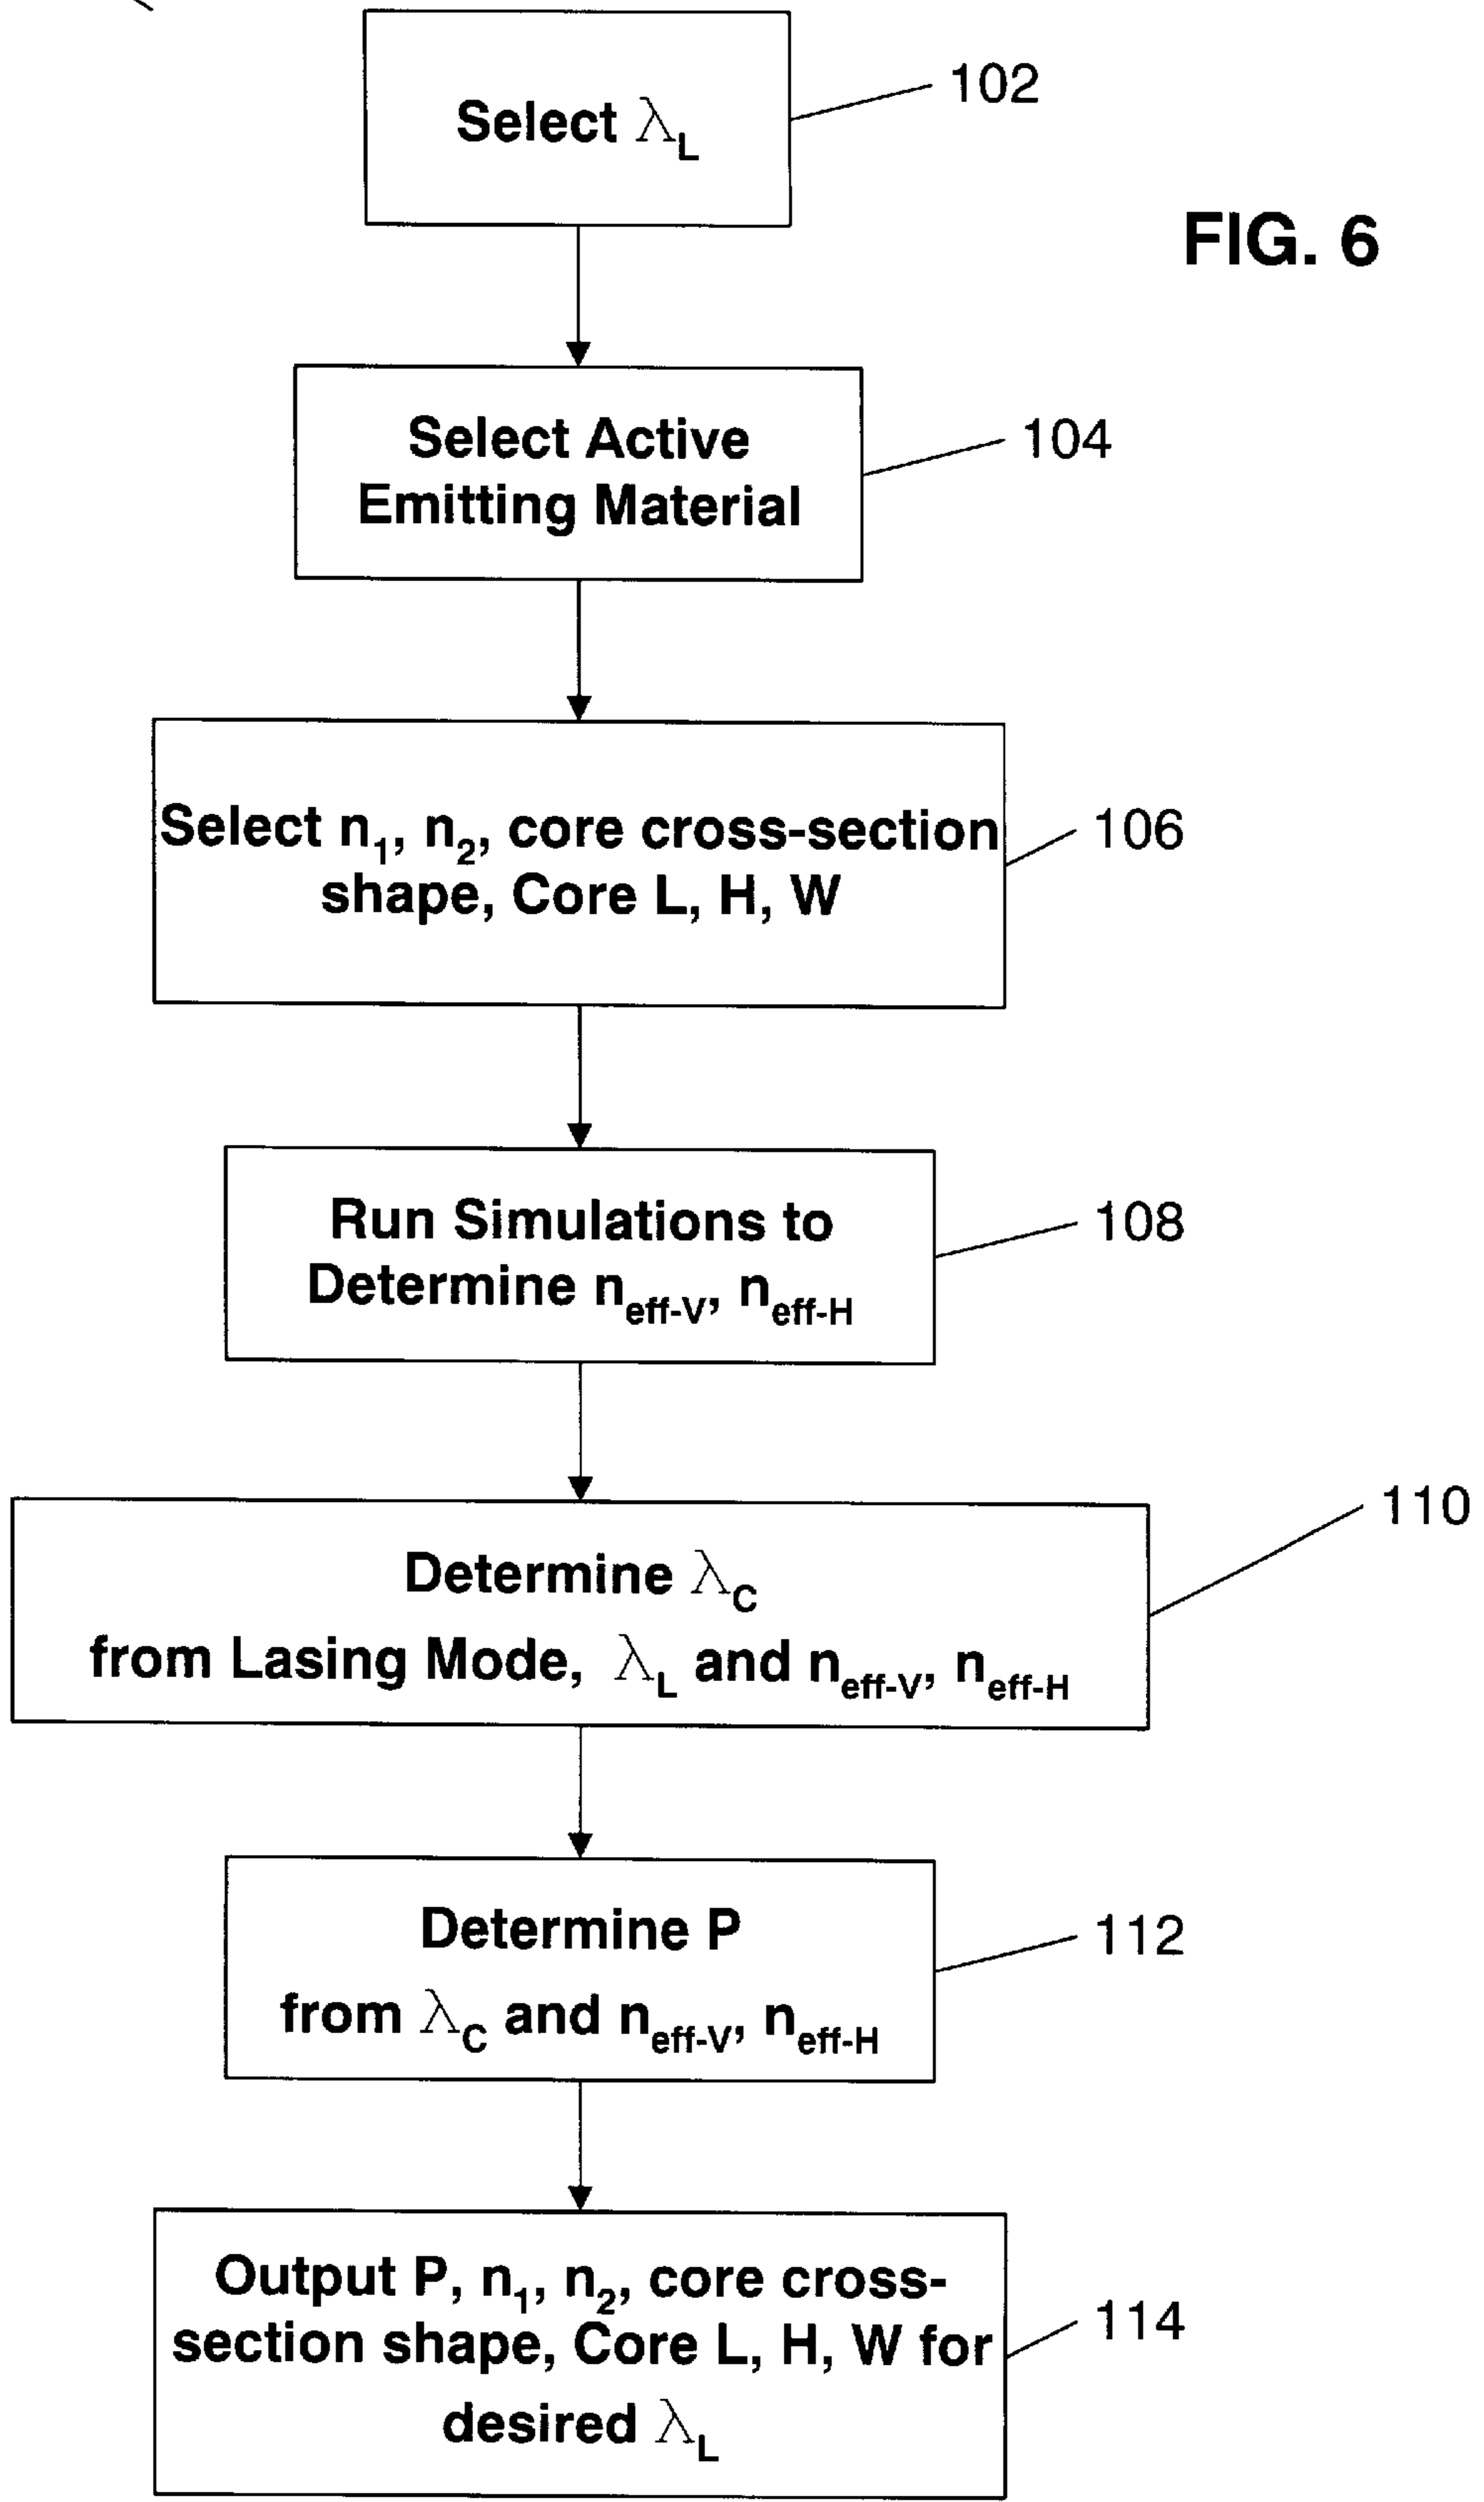 Select λL
102
FIG. 6
Select Active
Emitting Material
104
Select n1, n2, core cross-section
shape, Core L, H, W
106
Run Simulations to
Determine neff-V, neff-H
108
Determine λC
from Lasing Mode, λL and neff-V, neff-H
110
Determine P
from λC and neff-V, neff-H
112
Output P, n1, n2, core cross-
section shape, Core L, H, W for
desired λL
114